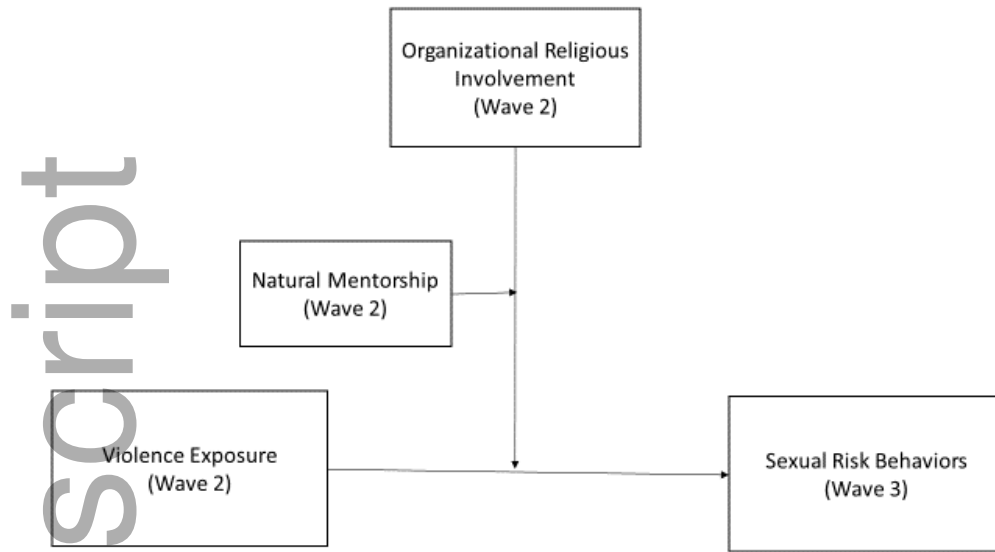 Organizational Religious
Involvement
(Wave 2)
Natural Mentorship
(Wave 2)
Violence Exposure
(Wave 2)
Sexual Risk Behaviors
(Wave 3)
script